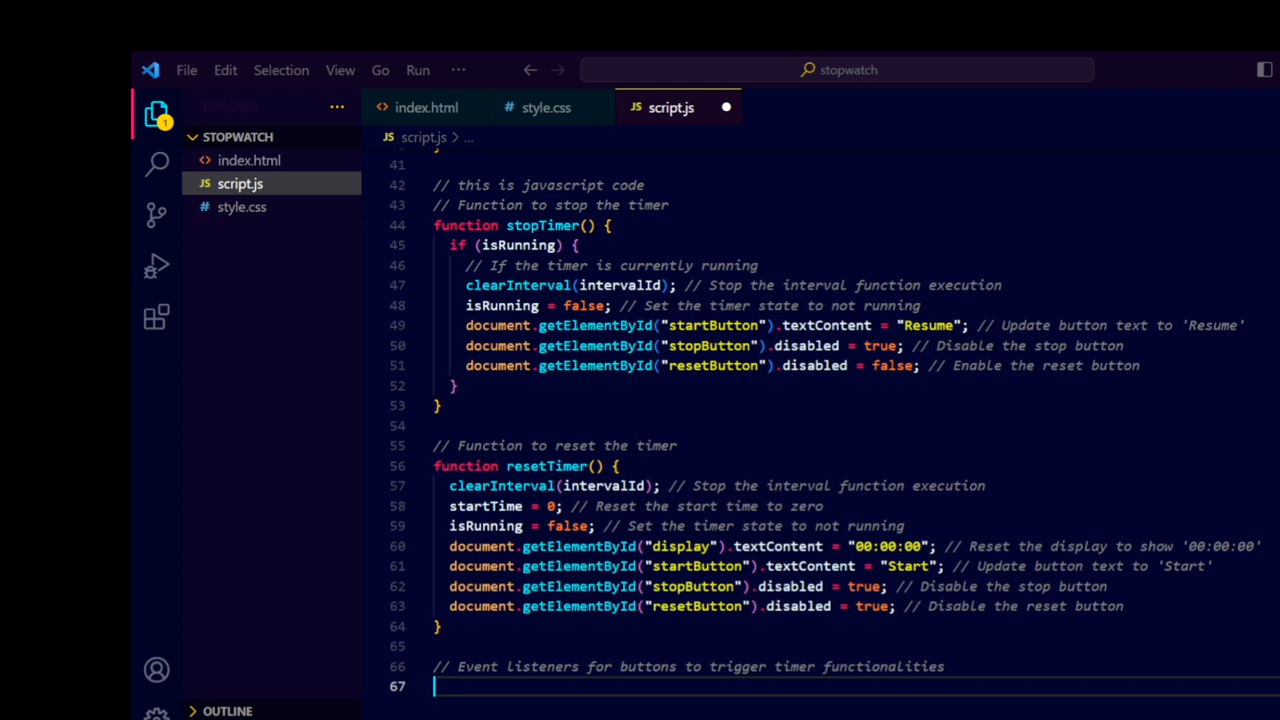 File Edit Selection View Go Run ··· ← → stopwatch
EXPLORER ··· <> index.html # style.css JS script.js ●
1
STOPWATCH JS script.js > ...
<> index.html
JS script.js
# style.css
41
42 // this is javascript code
43 // Function to stop the timer
44 function stopTimer() {
45 if (isRunning) {
46 // If the timer is currently running
47 clearInterval(intervalId); // Stop the interval function execution
48 isRunning = false; // Set the timer state to not running
49 document.getElementById("startButton").textContent = "Resume"; // Update button text to 'Resume'
50 document.getElementById("stopButton").disabled = true; // Disable the stop button
51 document.getElementById("resetButton").disabled = false; // Enable the reset button
52 }
53 }
54
55 // Function to reset the timer
56 function resetTimer() {
57 clearInterval(intervalId); // Stop the interval function execution
58 startTime = 0; // Reset the start time to zero
59 isRunning = false; // Set the timer state to not running
60 document.getElementById("display").textContent = "00:00:00"; // Reset the display to show '00:00:00'
61 document.getElementById("startButton").textContent = "Start"; // Update button text to 'Start'
62 document.getElementById("stopButton").disabled = true; // Disable the stop button
63 document.getElementById("resetButton").disabled = true; // Disable the reset button
64 }
65
66 // Event listeners for buttons to trigger timer functionalities
67
OUTLINE